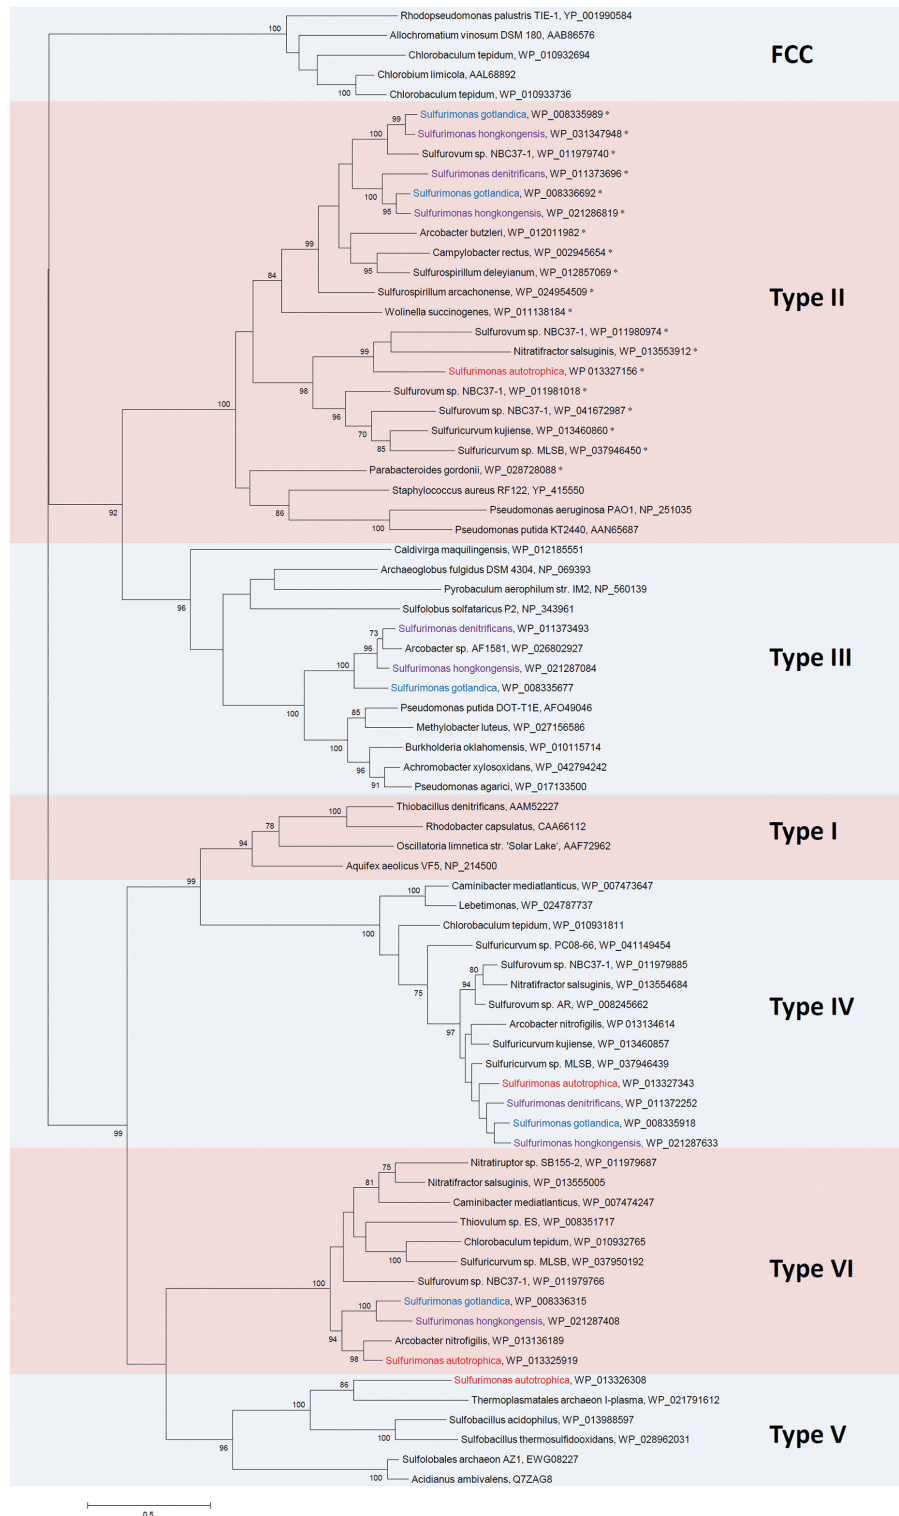 Rhodopseudomonas palustris TIE-1, YP_001990584
100
Allochromatium vinosum DSM 180, AAB86576
Chlorobaculum tepidum, WP_010932694
FCC
Chlorobium limicola, AAL68892
100
Chlorobaculum tepidum, WP_010933736
Sulfurimonas gotlandica, WP_008335989 *
99
100
Sulfurimonas hongkongensis, WP_031347948 *
Sulfurovum sp. NBC37-1, WP_011979740 *
Sulfurimonas denitrificans, WP_011373696 *
100
Sulfurimonas gotlandica, WP_008336692 *
95
Sulfurimonas hongkongensis, WP_021286819 *
Arcobacter butzleri, WP_012011982 *
99
Campylobacter rectus, WP_002945654 *
95
Sulfurospirillum deleyianum, WP_012857069 *
84
Sulfurospirillum arcachonense, WP_024954509 *
Type II
Wolinella succinogenes, WP_011138184 *
Sulfurovum sp. NBC37-1, WP_011980974 *
99
Nitratifractor salsuginis, WP_013553912 *
Sulfurimonas autotrophica, WP 013327156 *
98
Sulfurovum sp. NBC37-1, WP_011981018 *
100
96
Sulfurovum sp. NBC37-1, WP_041672987 *
70
Sulfuricurvum kujiense, WP_013460860 *
85
Sulfuricurvum sp. MLSB, WP_037946450 *
Parabacteroides gordonii, WP_028728088 *
Staphylococcus aureus RF122, YP_415550
86
92
Pseudomonas aeruginosa PAO1, NP_251035
100
Pseudomonas putida KT2440, AAN65687
Caldivirga maquilingensis, WP_012185551
Archaeoglobus fulgidus DSM 4304, NP_069393
Pyrobaculum aerophilum str. IM2, NP_560139
96
Sulfolobus solfataricus P2, NP_343961
Sulfurimonas denitrificans, WP_011373493
73
96
Arcobacter sp. AF1581, WP_026802927
Type III
100
Sulfurimonas hongkongensis, WP_021287084
Sulfurimonas gotlandica, WP_008335677
100
85
Pseudomonas putida DOT-T1E, AFO49046
Methylobacter luteus, WP_027156586
100
Burkholderia oklahomensis, WP_010115714
96
Achromobacter xylosoxidans, WP_042794242
91
Pseudomonas agarici, WP_017133500
Thiobacillus denitrificans, AAM52227
100
78
Rhodobacter capsulatus, CAA66112
Type I
94
Oscillatoria limnetica str. 'Solar Lake', AAF72962
Aquifex aeolicus VF5, NP_214500
99
Caminibacter mediatlanticus, WP_007473647
100
Lebetimonas, WP_024787737
100
Chlorobaculum tepidum, WP_010931811
Sulfuricurvum sp. PC08-66, WP_041149454
Sulfurovum sp. NBC37-1, WP_011979885
80
94
Nitratifractor salsuginis, WP_013554684
75
Sulfurovum sp. AR, WP_008245662
Type IV
Arcobacter nitrofigilis, WP 013134614
97
Sulfuricurvum kujiense, WP_013460857
Sulfuricurvum sp. MLSB, WP_037946439
Sulfurimonas autotrophica, WP_013327343
Sulfurimonas denitrificans, WP_011372252
Sulfurimonas gotlandica, WP_008335918
99
Sulfurimonas hongkongensis, WP_021287633
Nitratiruptor sp. SB155-2, WP_011979687
75
81
Nitratifractor salsuginis, WP_013555005
Caminibacter mediatlanticus, WP_007474247
Thiovulum sp. ES, WP_008351717
Chlorobaculum tepidum, WP_010932765
100
Sulfuricurvum sp. MLSB, WP_037950192
Type VI
100
Sulfurovum sp. NBC37-1, WP_011979766
Sulfurimonas gotlandica, WP_008336315
100
Sulfurimonas hongkongensis, WP_021287408
94
Arcobacter nitrofigilis, WP_013136189
98
Sulfurimonas autotrophica, WP_013325919
Sulfurimonas autotrophica, WP_013326308
86
Thermoplasmatales archaeon I-plasma, WP_021791612
100
Sulfobacillus acidophilus, WP_013988597
Type V
100
Sulfobacillus thermosulfidooxidans, WP_028962031
96
Sulfolobales archaeon AZ1, EWG08227
100
Acidianus ambivalens, Q7ZAG8
0.5